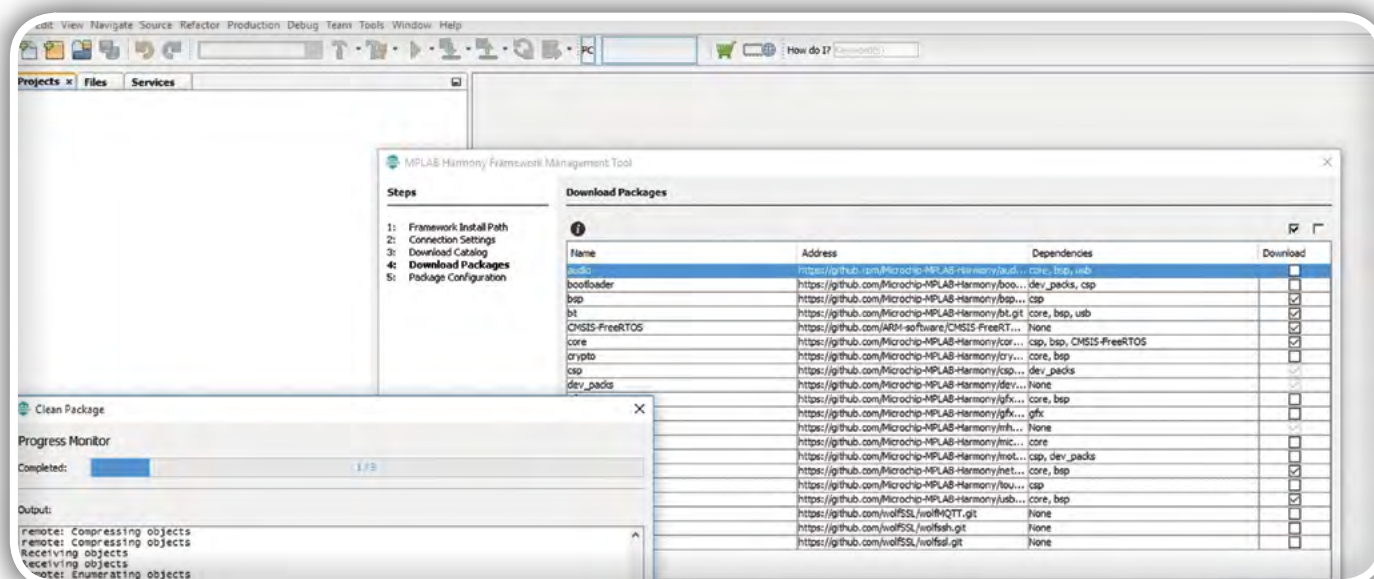 Edit View Navigate Source Refactor Production Debug Team Tools Window Help
PC How do I? Keyword(s)
Projects x Files Services
MPLAB Harmony Framework Management Tool
Steps
Download Packages
1: Framework Install Path
2: Connection Settings
3: Download Catalog
4: Download Packages
5: Package Configuration
Name Address Dependencies Download
audio https://github.com/Microchip-MPLAB-Harmony/aud... core, bsp, usb
bootloader https://github.com/Microchip-MPLAB-Harmony/boo... dev_packs, csp
bsp https://github.com/Microchip-MPLAB-Harmony/bsp... csp
bt https://github.com/Microchip-MPLAB-Harmony/bt.git core, bsp, usb
CMSIS-FreeRTOS https://github.com/ARM-software/CMSIS-FreeRT... None
core https://github.com/Microchip-MPLAB-Harmony/cor... csp, bsp, CMSIS-FreeRTOS
crypto https://github.com/Microchip-MPLAB-Harmony/cry... core, bsp
csp https://github.com/Microchip-MPLAB-Harmony/csp... dev_packs
dev_packs https://github.com/Microchip-MPLAB-Harmony/dev... None
https://github.com/Microchip-MPLAB-Harmony/gfx... core, bsp
https://github.com/Microchip-MPLAB-Harmony/gfx... gfx
https://github.com/Microchip-MPLAB-Harmony/mh... None
https://github.com/Microchip-MPLAB-Harmony/mic... core
https://github.com/Microchip-MPLAB-Harmony/mot... csp, dev_packs
https://github.com/Microchip-MPLAB-Harmony/net... core, bsp
https://github.com/Microchip-MPLAB-Harmony/tou... csp
https://github.com/Microchip-MPLAB-Harmony/usb... core, bsp
https://github.com/wolfSSL/wolfMQTT.git None
https://github.com/wolfSSL/wolfssh.git None
https://github.com/wolfSSL/wolfssl.git None
Clean Package
Progress Monitor
Completed: 1/3
Output:
remote: Compressing objects
remote: Compressing objects
Receiving objects
Receiving objects
remote: Enumerating objects